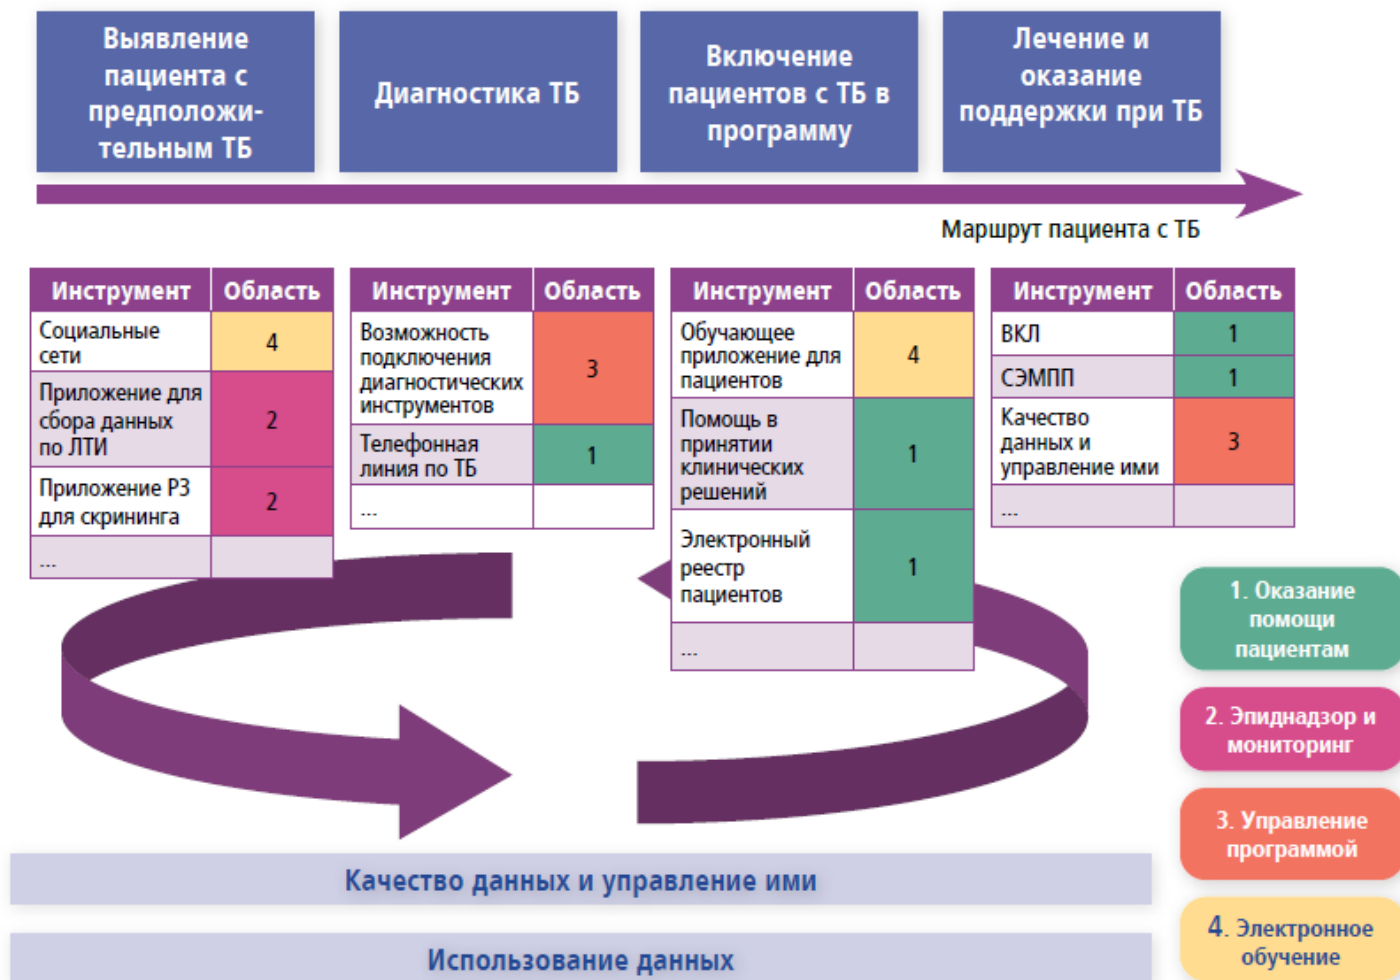 Выявление
пациента с
предположи-
тельным ТБ
Диагностика ТБ
Включение
пациентов с ТБ в
программу
Лечение и
оказание
поддержки при ТБ
Маршрут пациента с ТБ
Инструмент Область
Социальные
сети
4
Приложение для
сбора данных
по ЛТИ
2
Приложение РЗ
для скрининга
2
...
Инструмент Область
Возможность
подключения
диагностических
инструментов
3
Телефонная
линия по ТБ
1
...
Инструмент Область
Обучающее
приложение для
пациентов
4
Помощь в
принятии
клинических
решений
1
Электронный
реестр
пациентов
1
...
Инструмент Область
ВКЛ 1
СЭМПП 1
Качество
данных и
управление ими
3
...
1. Оказание
помощи
пациентам
2. Эпиднадзор и
мониторинг
3. Управление
программой
4. Электронное
обучение
Качество данных и управление ими
Использование данных